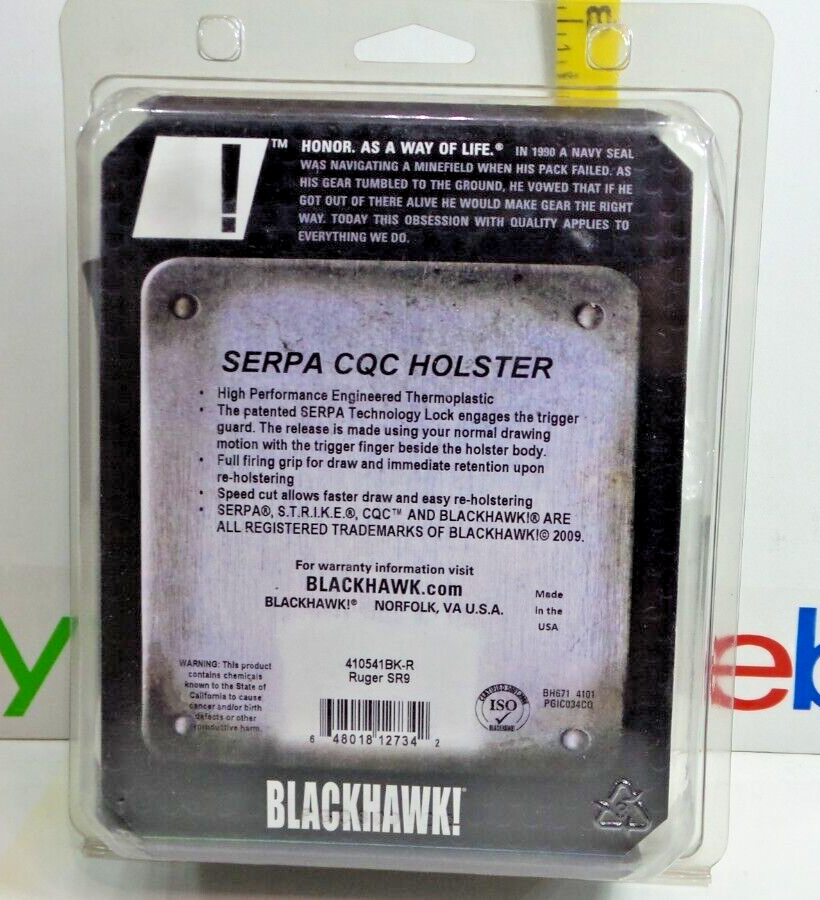 3
! ™ HONOR. AS A WAY OF LIFE.® IN 1990 A NAVY SEAL
WAS NAVIGATING A MINEFIELD WHEN HIS PACK FAILED. AS
HIS GEAR TUMBLED TO THE GROUND, HE VOWED THAT IF HE
GOT OUT OF THERE ALIVE HE WOULD MAKE GEAR THE RIGHT
WAY. TODAY THIS OBSESSION WITH QUALITY APPLIES TO
EVERYTHING WE DO.
SERPA CQC HOLSTER
• High Performance Engineered Thermoplastic
• The patented SERPA Technology Lock engages the trigger
guard. The release is made using your normal drawing
motion with the trigger finger beside the holster body.
• Full firing grip for draw and immediate retention upon
re-holstering
• Speed cut allows faster draw and easy re-holstering
• SERPA®, S.T.R.I.K.E.®, CQC™ AND BLACKHAWK!® ARE
ALL REGISTERED TRADEMARKS OF BLACKHAWK!© 2009.
For warranty information visit
BLACKHAWK.com
BLACKHAWK!® NORFOLK, VA U.S.A.
Made
in the
USA
WARNING: This product
contains chemicals
known to the State of
California to cause
cancer and/or birth
defects or other
reproductive harm.
410541BK-R
Ruger SR9
6 48018 12734 2
ISO
BH671 4101
PGIC034CO
BLACKHAWK!
y
eb